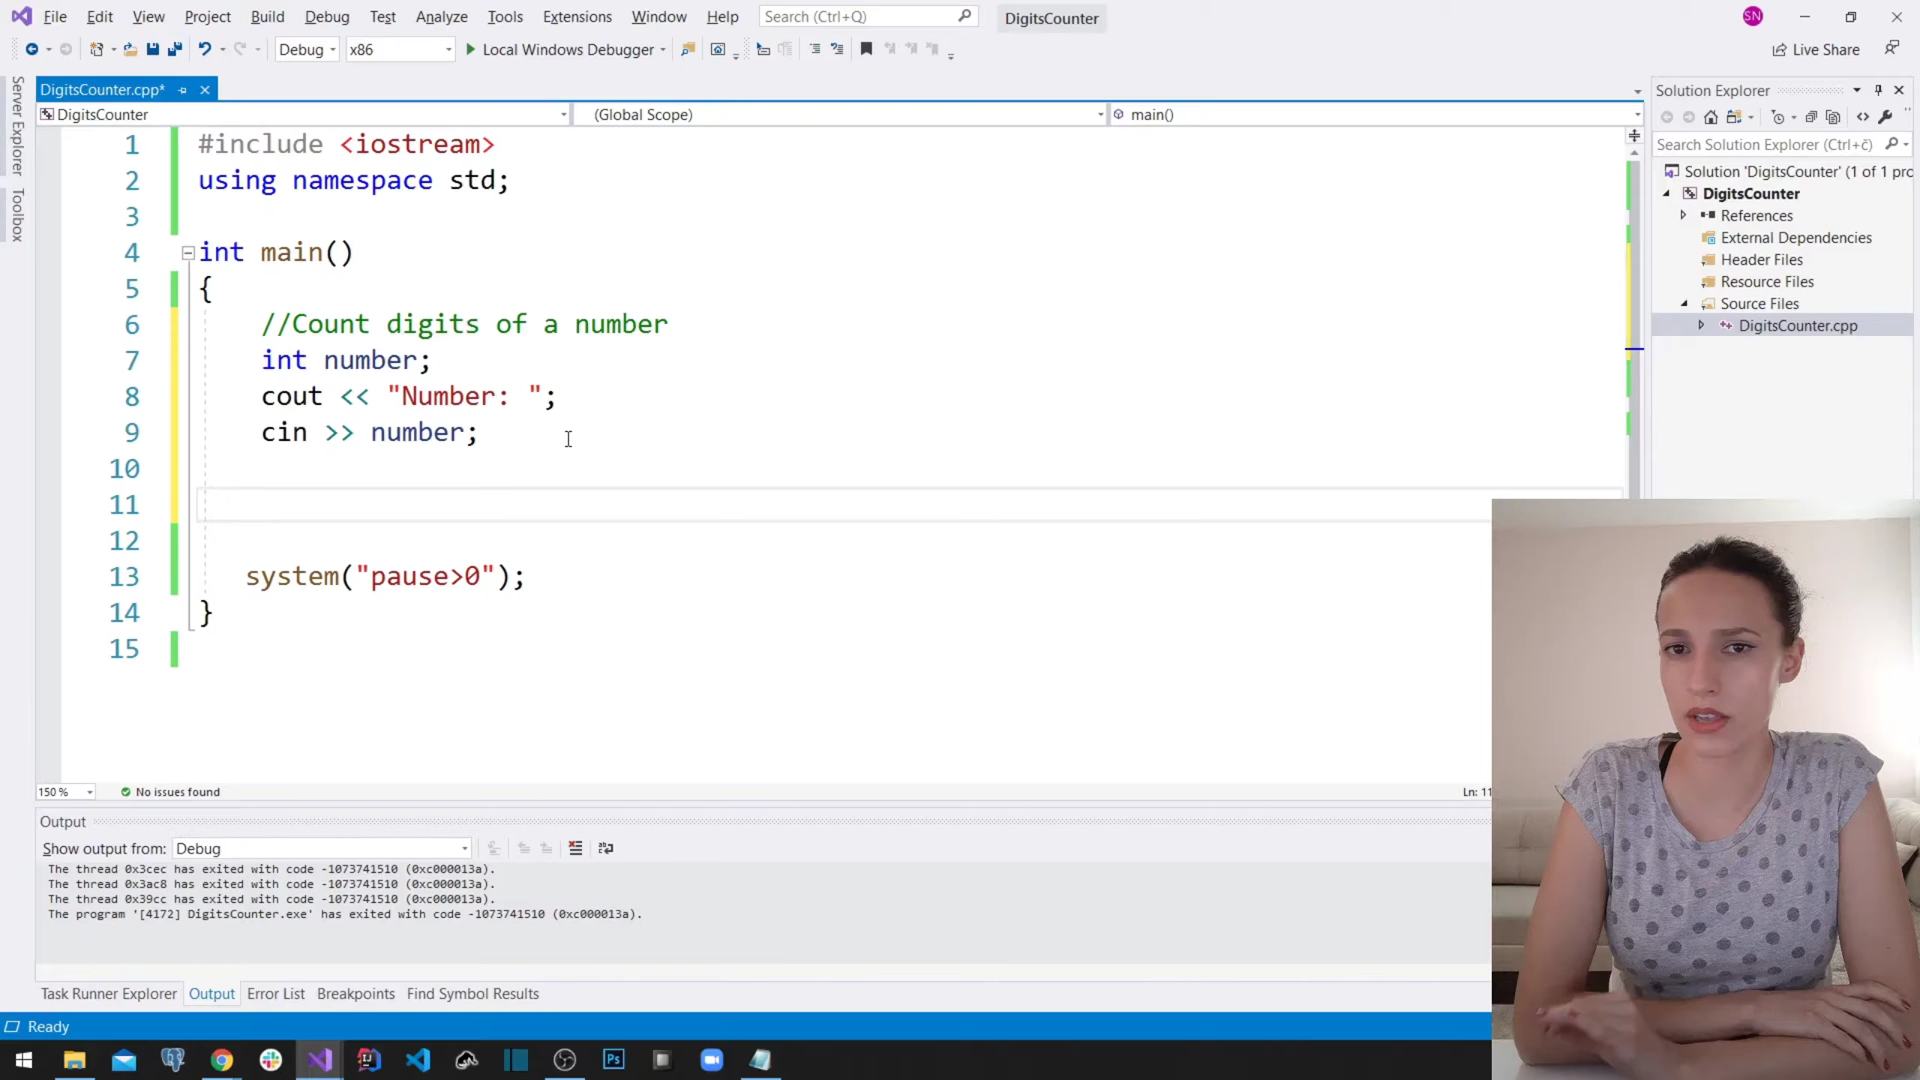 File Edit View Project Build Debug Test Analyze Tools Extensions Window Help Search (Ctrl+Q) DigitsCounter SN
Debug x86 Local Windows Debugger Live Share
Server Explorer
Toolbox
DigitsCounter.cpp*
DigitsCounter (Global Scope) main()
1 #include <iostream>
2 using namespace std;
3
4 int main()
5 {
6 //Count digits of a number
7 int number;
8 cout << "Number: ";
9 cin >> number;
10
11
12
13 system("pause>0");
14 }
15
150 % No issues found Ln: 11
Solution Explorer
Search Solution Explorer (Ctrl+č)
Solution 'DigitsCounter' (1 of 1 pro
DigitsCounter
References
External Dependencies
Header Files
Resource Files
Source Files
DigitsCounter.cpp
Output
Show output from: Debug
The thread 0x3cec has exited with code -1073741510 (0xc000013a).
The thread 0x3ac8 has exited with code -1073741510 (0xc000013a).
The thread 0x39cc has exited with code -1073741510 (0xc000013a).
The program '[4172] DigitsCounter.exe' has exited with code -1073741510 (0xc000013a).
Task Runner Explorer Output Error List Breakpoints Find Symbol Results
Ready
Ps